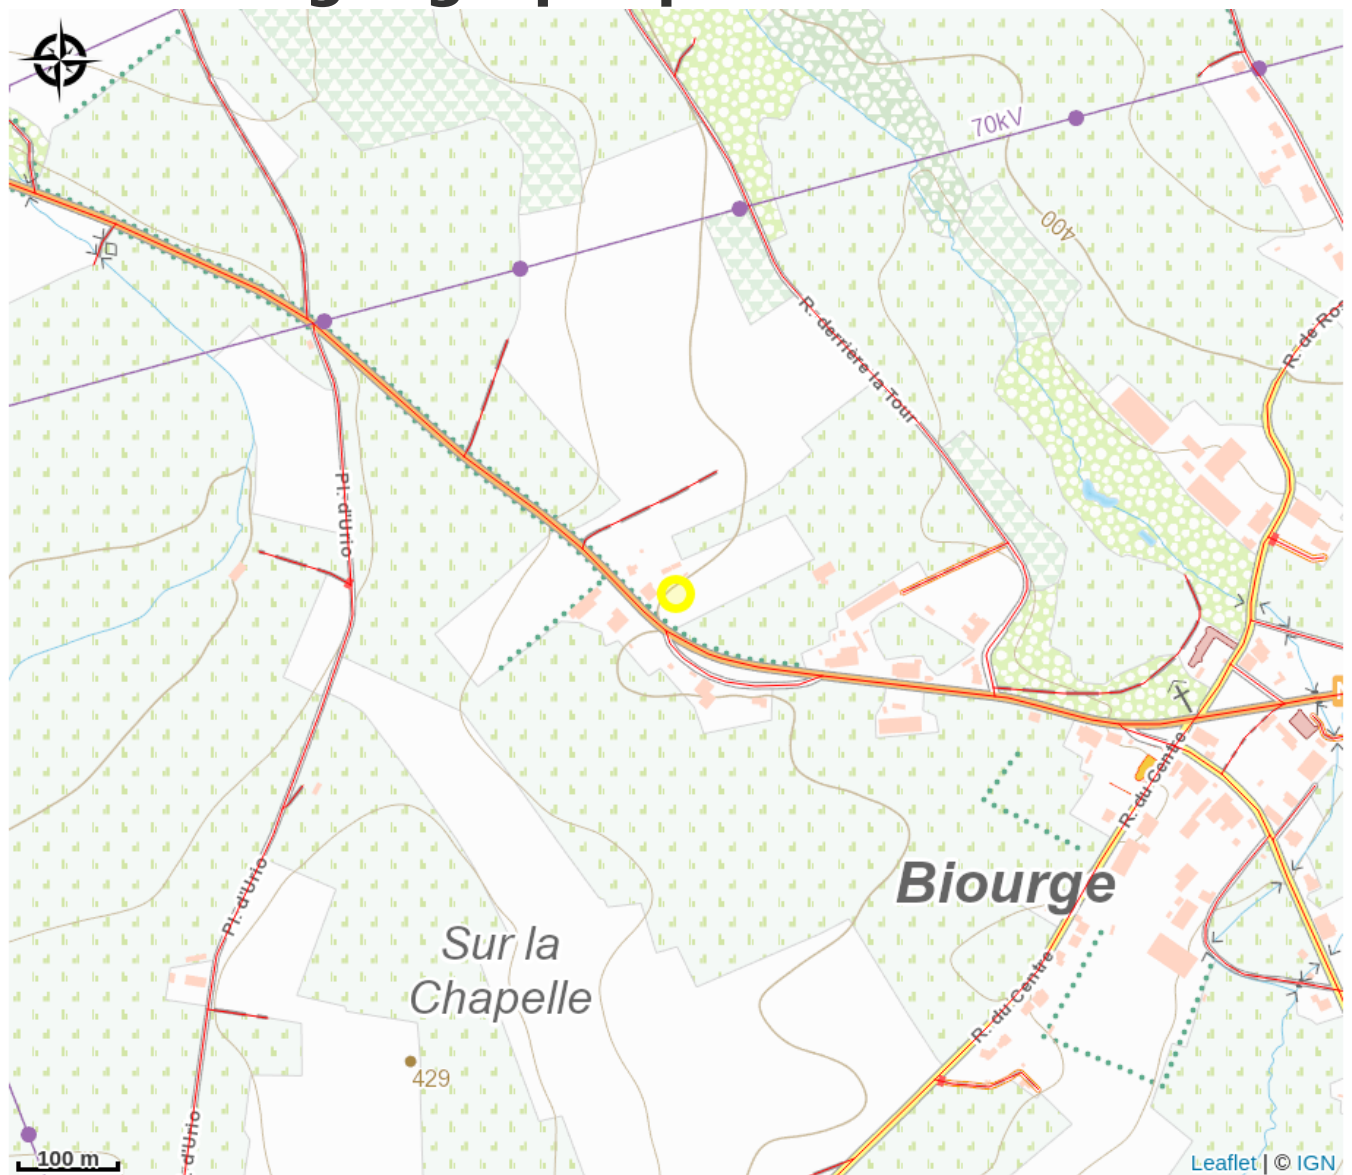 70kV
400
R. derrière la Tour
R. de Ros
Pl. d'Urio
R. du Centre
Biourge
Pl. d'Urio
Sur la
Chapelle
R. du Centre
429
d'Urio
100 m
Leaflet | © IGN